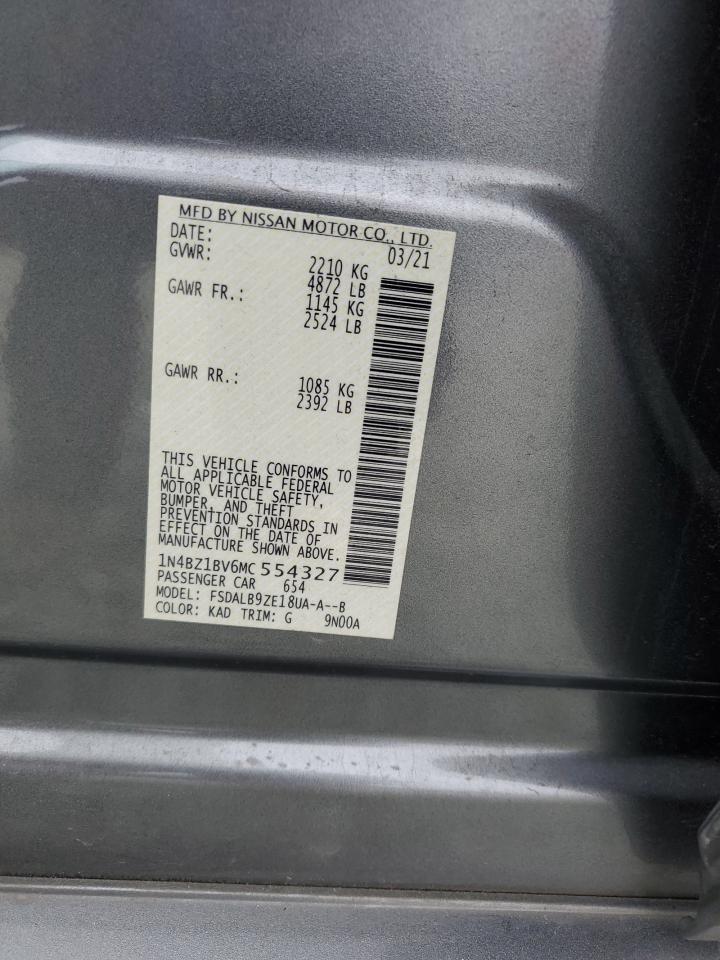 MFD BY NISSAN MOTOR CO., LTD.
DATE: 03/21
GVWR: 2210 KG
4872 LB
GAWR FR.: 1145 KG
2524 LB
GAWR RR.: 1085 KG
2392 LB
THIS VEHICLE CONFORMS TO
ALL APPLICABLE FEDERAL
MOTOR VEHICLE SAFETY,
BUMPER, AND THEFT
PREVENTION STANDARDS IN
EFFECT ON THE DATE OF
MANUFACTURE SHOWN ABOVE.
1N4BZ1BV6MC554327
PASSENGER CAR 654
MODEL: FSDALB9ZE18UA-A--B
COLOR: KAD TRIM: G 9N00A